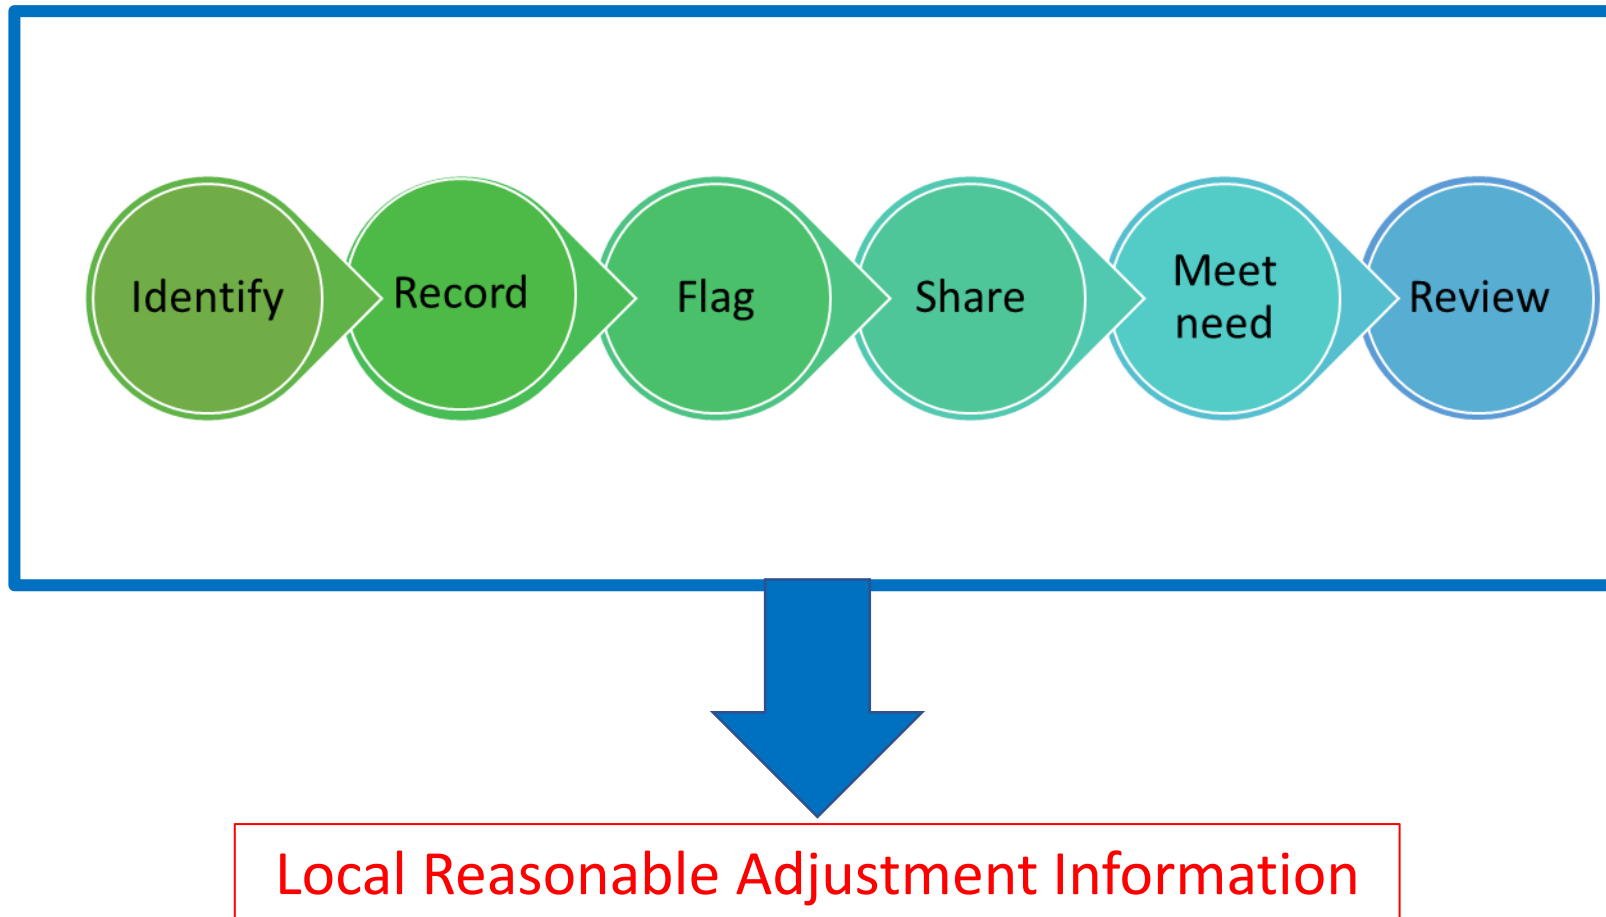 Identify
Record
Flag
Share
Meet
need
Review
Local Reasonable Adjustment Information